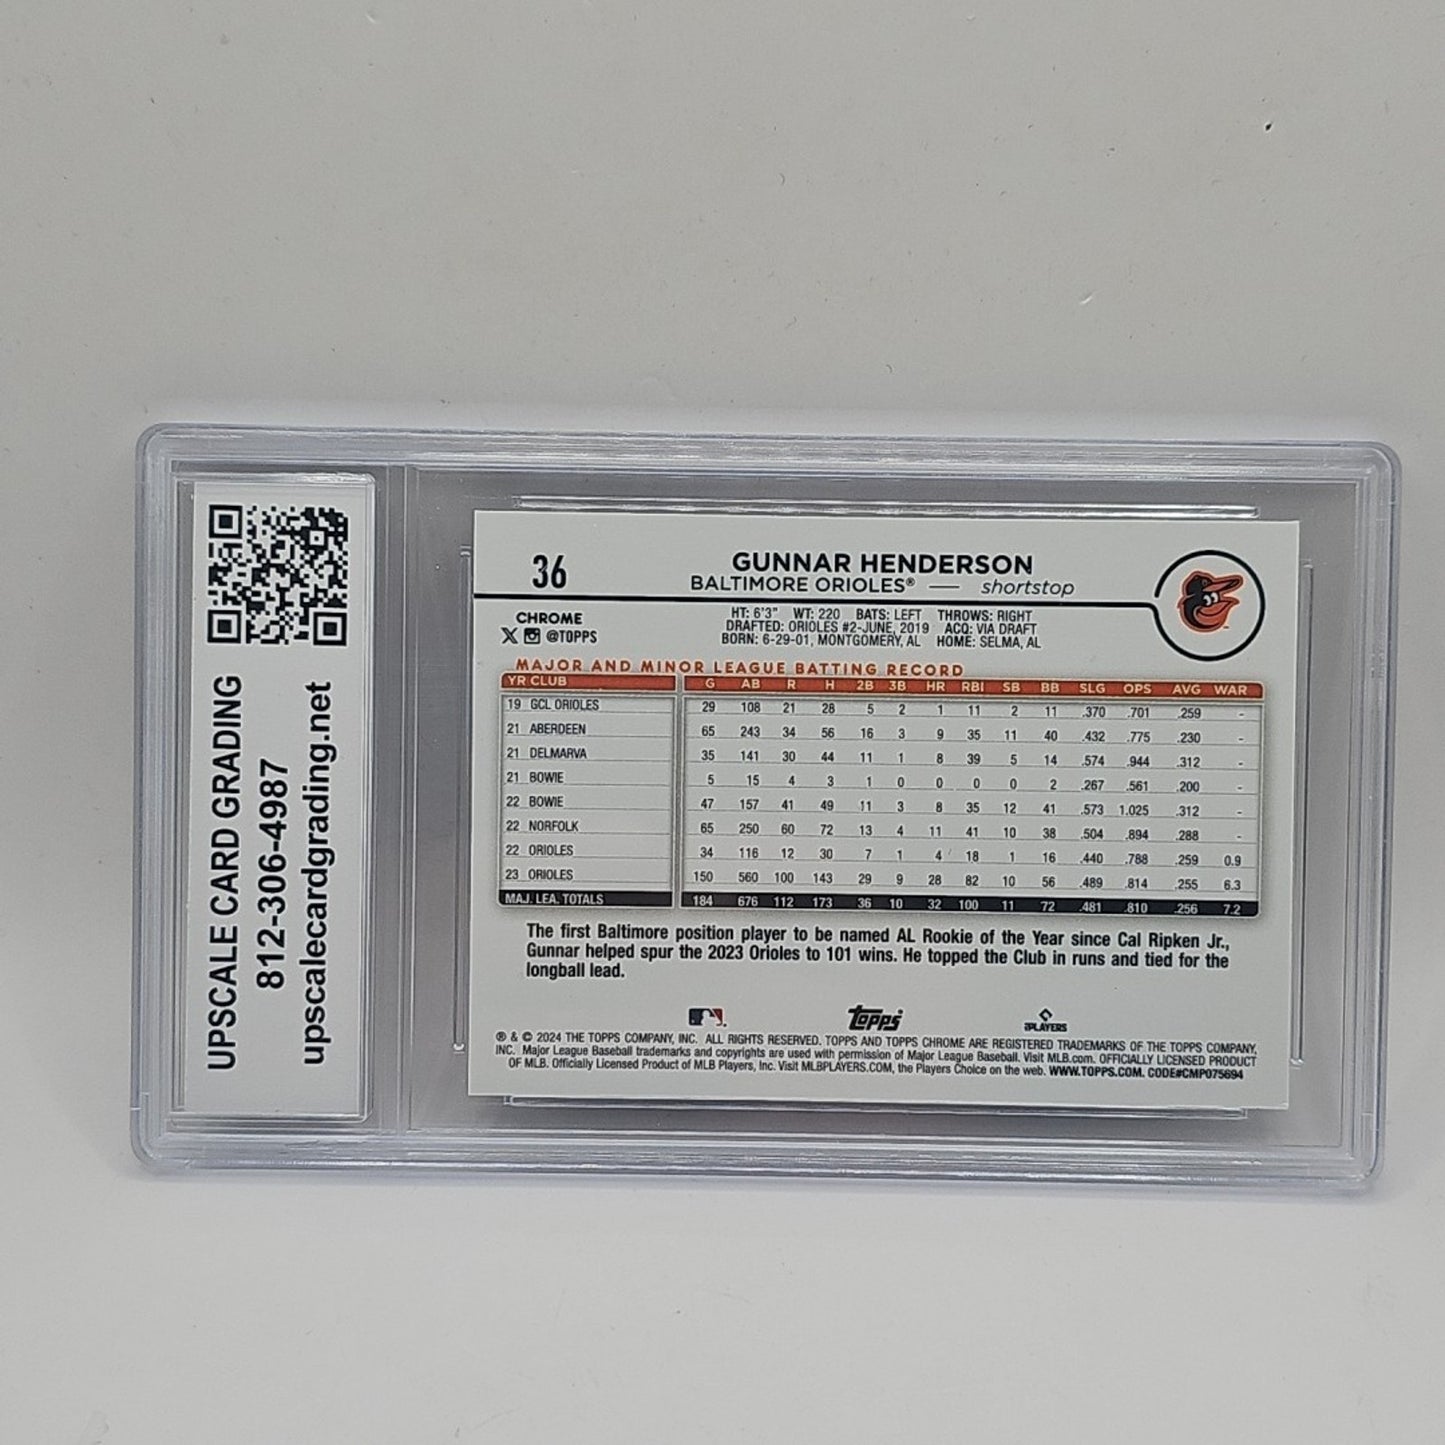 UPSCALE CARD GRADING
812-306-4987
upscalecardgrading.net
36
GUNNAR HENDERSON
BALTIMORE ORIOLES® — shortstop
CHROME
@TOPPS
HT: 6'3" WT: 220 BATS: LEFT THROWS: RIGHT
DRAFTED: ORIOLES #2-JUNE, 2019 ACQ: VIA DRAFT
BORN: 6-29-01, MONTGOMERY, AL HOME: SELMA, AL
MAJOR AND MINOR LEAGUE BATTING RECORD
YR CLUB G AB R H 2B 3B HR RBI SB BB SLG OPS AVG WAR
19 GCL ORIOLES 29 108 21 28 5 2 1 11 2 11 .370 .701 .259 -
21 ABERDEEN 65 243 34 56 16 3 9 35 11 40 .432 .775 .230 -
21 DELMARVA 35 141 30 44 11 1 8 39 5 14 .574 .944 .312 -
21 BOWIE 5 15 4 3 1 0 0 0 0 2 .267 .561 .200 -
22 BOWIE 47 157 41 49 11 3 8 35 12 41 .573 1.025 .312 -
22 NORFOLK 65 250 60 72 13 4 11 41 10 38 .504 .894 .288 -
22 ORIOLES 34 116 12 30 7 1 4 18 1 16 .440 .788 .259 0.9
23 ORIOLES 150 560 100 143 29 9 28 82 10 56 .489 .814 .255 6.3
MAJ. LEA. TOTALS 184 676 112 173 36 10 32 100 11 72 .481 .810 .256 7.2
The first Baltimore position player to be named AL Rookie of the Year since Cal Ripken Jr.,
Gunnar helped spur the 2023 Orioles to 101 wins. He topped the Club in runs and tied for the
longball lead.
topps
PLAYERS
® & © 2024 THE TOPPS COMPANY, INC. ALL RIGHTS RESERVED. TOPPS AND TOPPS CHROME ARE REGISTERED TRADEMARKS OF THE TOPPS COMPANY,
INC. Major League Baseball trademarks and copyrights are used with permission of Major League Baseball. Visit MLB.com. OFFICIALLY LICENSED PRODUCT
OF MLB. Officially Licensed Product of MLB Players, Inc. Visit MLBPLAYERS.COM, the Players Choice on the web. WWW.TOPPS.COM. CODE#CMP075694